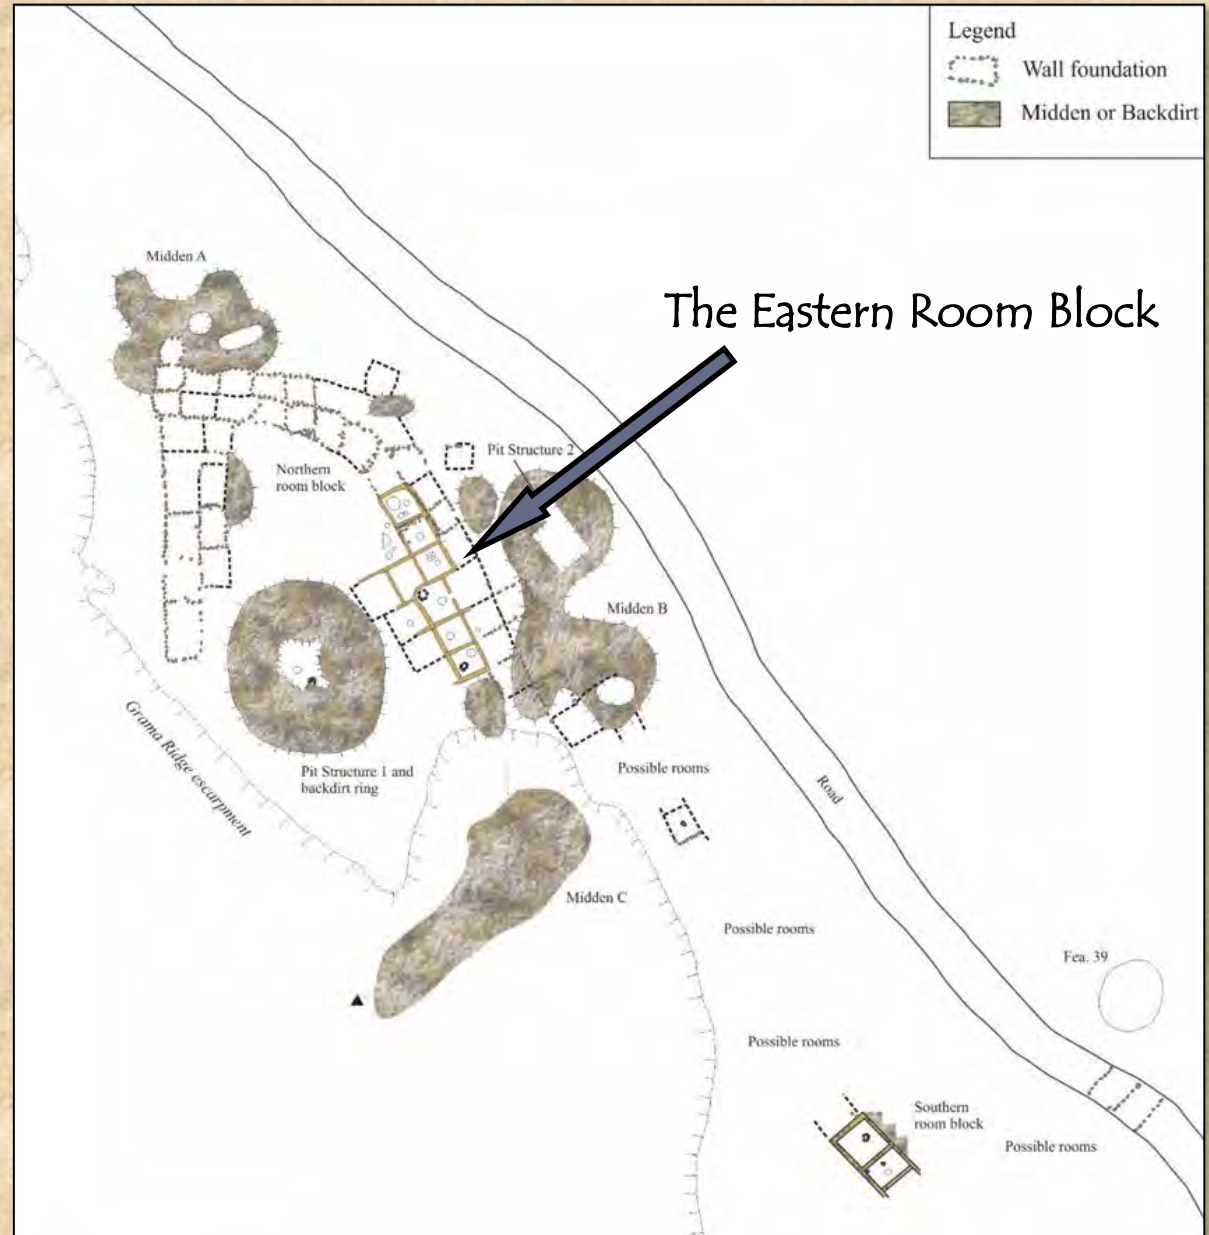 Legend
Wall foundation
Midden or Backdirt
Midden A
The Eastern Room Block
Pit Structure 2
Northern
room block
Midden B
Grama Ridge escarpment
Pit Structure 1 and
backdirt ring
Possible rooms
Road
Midden C
Possible rooms
Fea. 39
Possible rooms
Southern
room block
Possible rooms